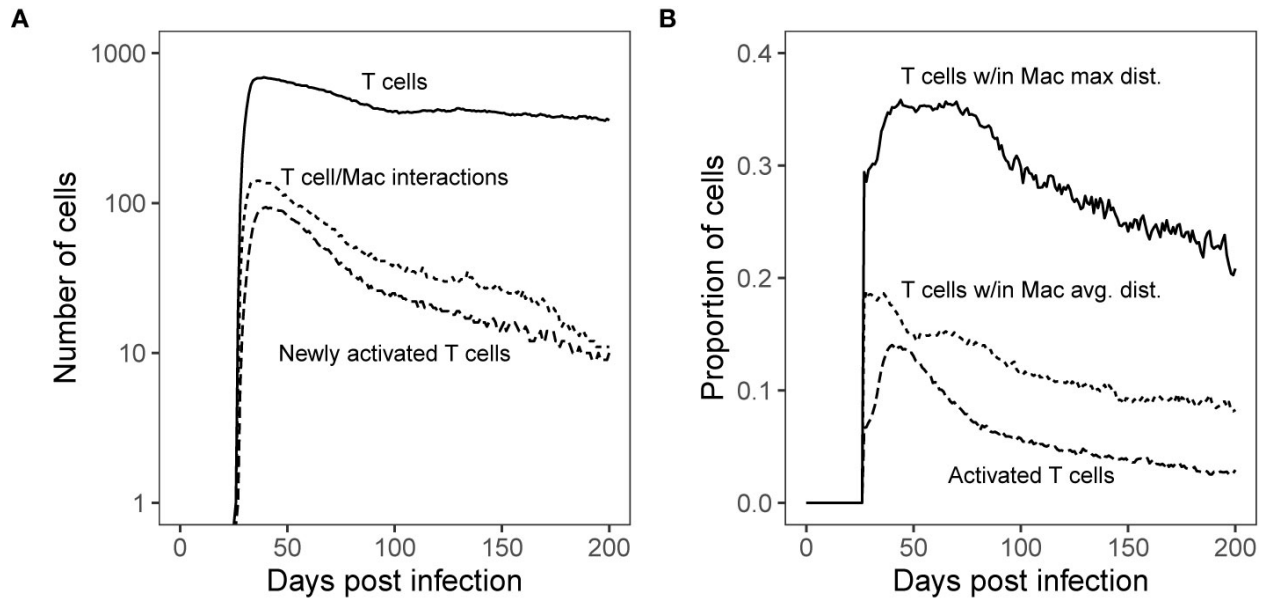 A
B
1000
100
10
1
Number of cells
T cells
T cell/Mac interactions
Newly activated T cells
0
50
100
150
200
Days post infection
0.4
0.3
0.2
0.1
0.0
Proportion of cells
T cells w/in Mac max dist.
T cells w/in Mac avg. dist.
Activated T cells
0
50
100
150
200
Days post infection